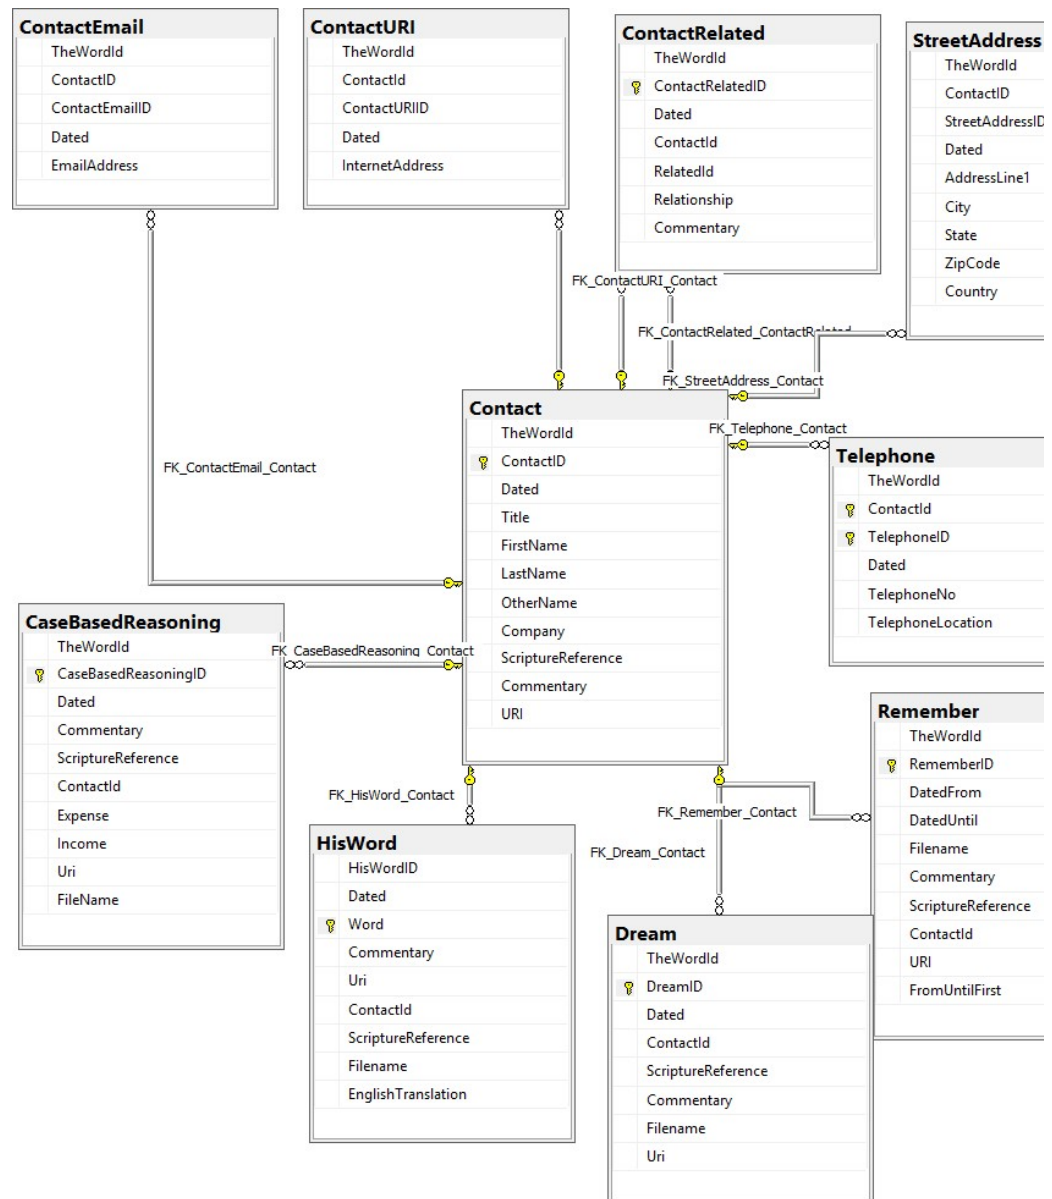 ContactEmail
TheWordId
ContactID
ContactEmailID
Dated
EmailAddress
ContactURI
TheWordId
ContactId
ContactURIID
Dated
InternetAddress
ContactRelated
TheWordId
ContactRelatedID
Dated
ContactId
RelatedId
Relationship
Commentary
StreetAddress
TheWordId
ContactID
StreetAddressID
Dated
AddressLine1
City
State
ZipCode
Country
FK_ContactURI_Contact
FK_ContactRelated_ContactRelated
FK_StreetAddress_Contact
FK_Telephone_Contact
FK_ContactEmail_Contact
Contact
TheWordId
ContactID
Dated
Title
FirstName
LastName
OtherName
Company
ScriptureReference
Commentary
URI
Telephone
TheWordId
ContactId
TelephoneID
Dated
TelephoneNo
TelephoneLocation
CaseBasedReasoning
TheWordId
CaseBasedReasoningID
Dated
Commentary
ScriptureReference
ContactId
Expense
Income
Uri
FileName
FK_CaseBasedReasoning_Contact
FK_HisWord_Contact
FK_Remember_Contact
FK_Dream_Contact
Remember
TheWordId
RememberID
DatedFrom
DatedUntil
Filename
Commentary
ScriptureReference
ContactId
URI
FromUntilFirst
HisWord
HisWordID
Dated
Word
Commentary
Uri
ContactId
ScriptureReference
Filename
EnglishTranslation
Dream
TheWordId
DreamID
Dated
ContactId
ScriptureReference
Commentary
Filename
Uri